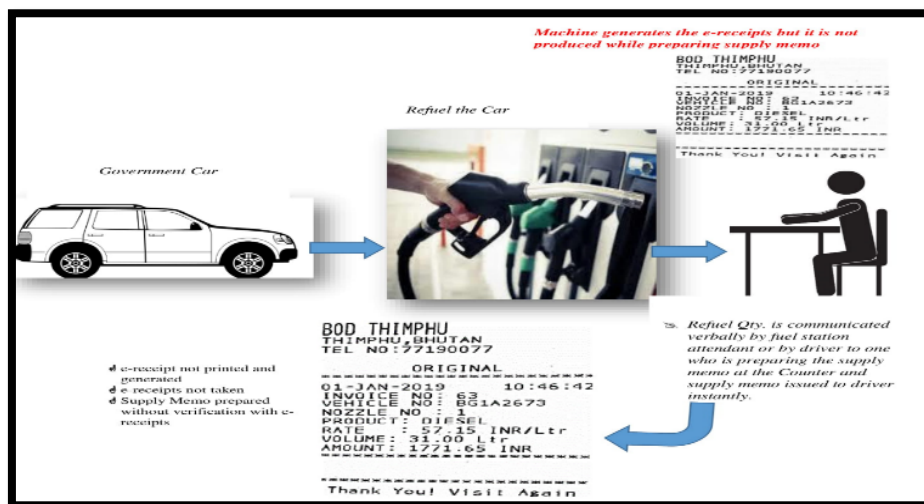 Machine generates the e-receipts but it is not
produced while preparing supply memo
BOD THIMPHU
THIMPHU,BHUTAN
TEL NO:77190077
ORIGINAL
01-JAN-2019 10:46:42
INVOICE NO: 63
VEHICLE NO: BG1A2673
NOZZLE NO : 1
PRODUCT: DIESEL
RATE : 57.15 INR/Ltr
VOLUME: 31.00 Ltr
AMOUNT: 1771.65 INR
Thank You! Visit Again
Refuel the Car
Government Car
Refuel Qty. is communicated
verbally by fuel station
attendant or by driver to one
who is preparing the supply
memo at the Counter and
supply memo issued to driver
instantly.
e-receipt not printed and
generated
e-receipts not taken
Supply Memo prepared
without verification with e-
receipts
BOD THIMPHU
THIMPHU,BHUTAN
TEL NO:77190077
ORIGINAL
01-JAN-2019 10:46:42
INVOICE NO: 63
VEHICLE NO: BG1A2673
NOZZLE NO : 1
PRODUCT: DIESEL
RATE : 57.15 INR/Ltr
VOLUME: 31.00 Ltr
AMOUNT: 1771.65 INR
Thank You! Visit Again